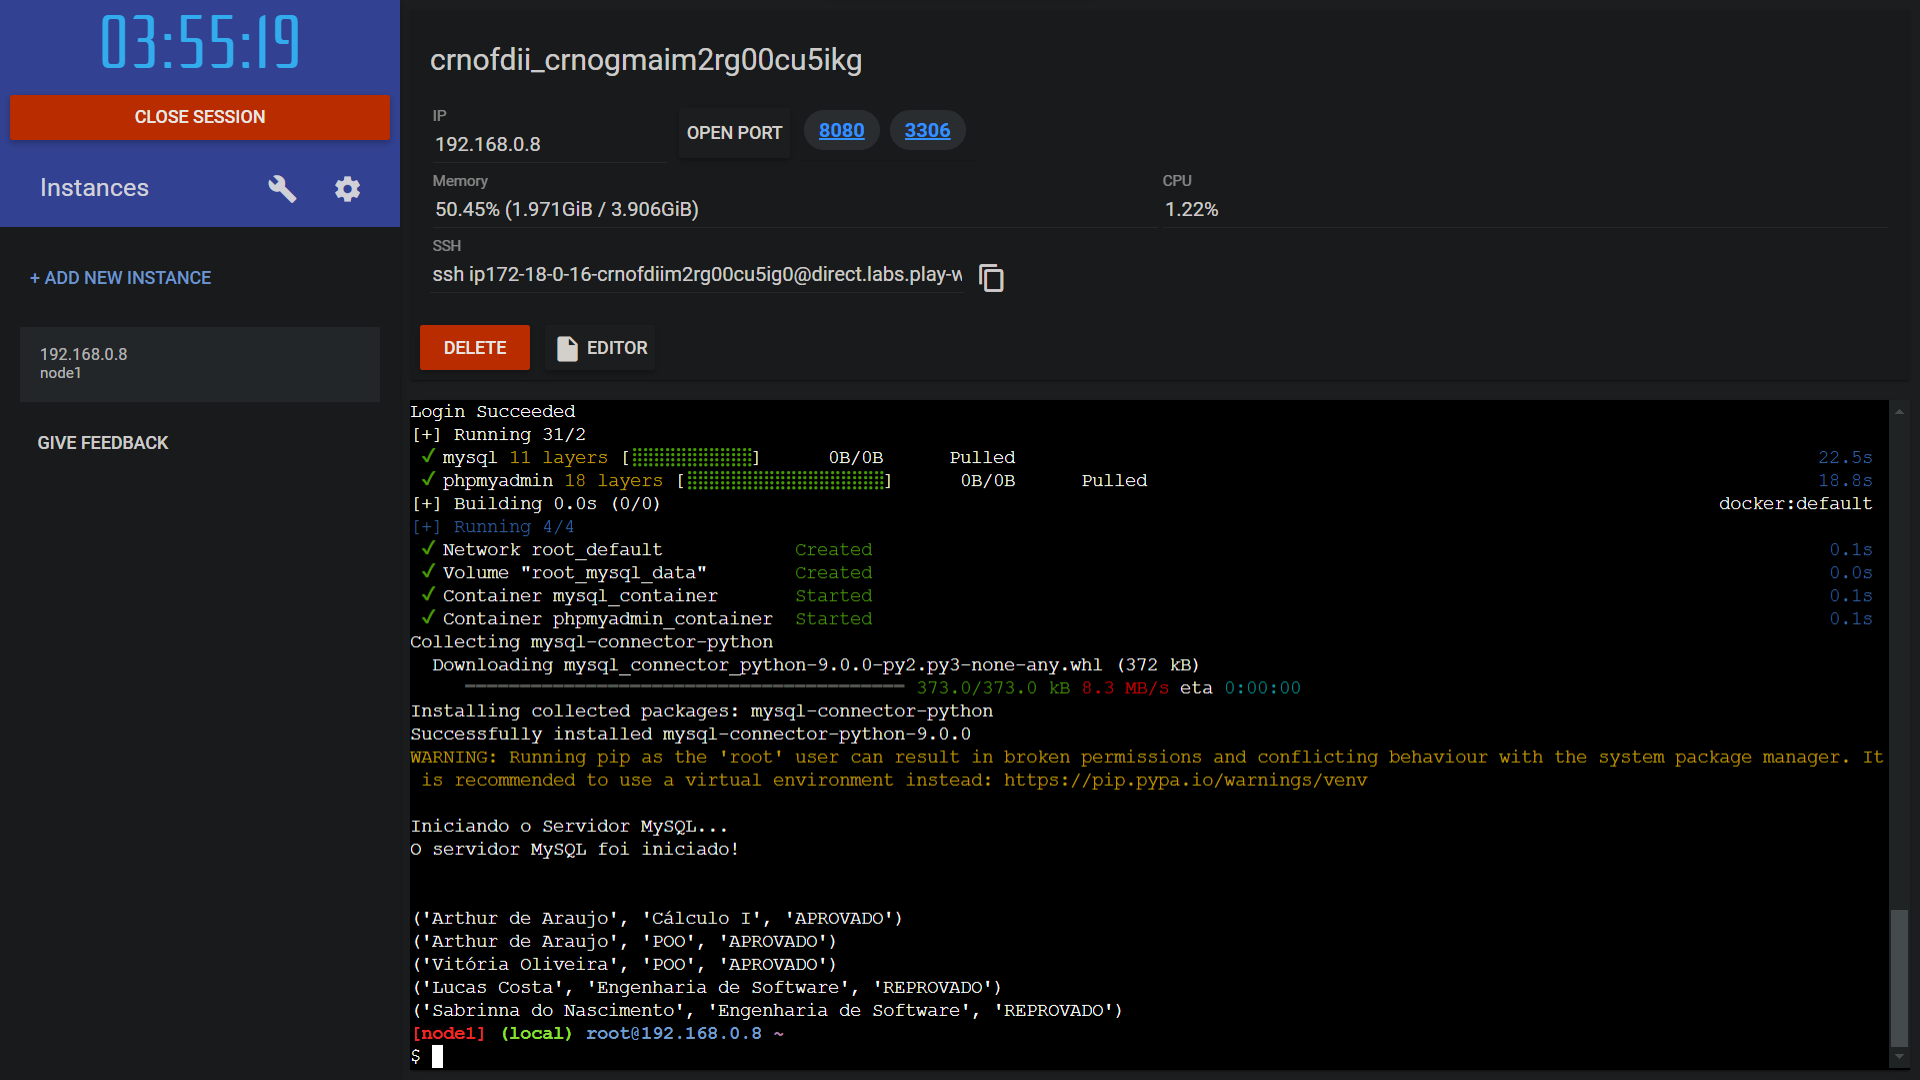 03:55:19
CLOSE SESSION
Instances
+ ADD NEW INSTANCE
192.168.0.8
node1
GIVE FEEDBACK
crnofdii_crnogmaim2rg00cu5ikg
IP
192.168.0.8
OPEN PORT
8080
3306
Memory
50.45% (1.971GiB / 3.906GiB)
CPU
1.22%
SSH
ssh ip172-18-0-16-crnofdiim2rg00cu5ig0@direct.labs.play-w
DELETE
EDITOR
Login Succeeded
[+] Running 31/2
✓ mysql 11 layers [⣿⣿⣿⣿⣿⣿⣿⣿⣿⣿⣿] 0B/0B Pulled 22.5s
✓ phpmyadmin 18 layers [⣿⣿⣿⣿⣿⣿⣿⣿⣿⣿⣿⣿⣿⣿⣿⣿⣿⣿] 0B/0B Pulled 18.8s
[+] Building 0.0s (0/0) docker:default
[+] Running 4/4
✓ Network root_default Created 0.1s
✓ Volume "root_mysql_data" Created 0.0s
✓ Container mysql_container Started 0.1s
✓ Container phpmyadmin_container Started 0.1s
Collecting mysql-connector-python
Downloading mysql_connector_python-9.0.0-py2.py3-none-any.whl (372 kB)
━━━━━━━━━━━━━━━━━━━━━━━━━━━━━━━━━━━━━━━━ 373.0/373.0 kB 8.3 MB/s eta 0:00:00
Installing collected packages: mysql-connector-python
Successfully installed mysql-connector-python-9.0.0
WARNING: Running pip as the 'root' user can result in broken permissions and conflicting behaviour with the system package manager. It
is recommended to use a virtual environment instead: https://pip.pypa.io/warnings/venv
Iniciando o Servidor MySQL...
O servidor MySQL foi iniciado!
('Arthur de Araujo', 'Cálculo I', 'APROVADO')
('Arthur de Araujo', 'POO', 'APROVADO')
('Vitória Oliveira', 'POO', 'APROVADO')
('Lucas Costa', 'Engenharia de Software', 'REPROVADO')
('Sabrinna do Nascimento', 'Engenharia de Software', 'REPROVADO')
[node1] (local) root@192.168.0.8 ~
$